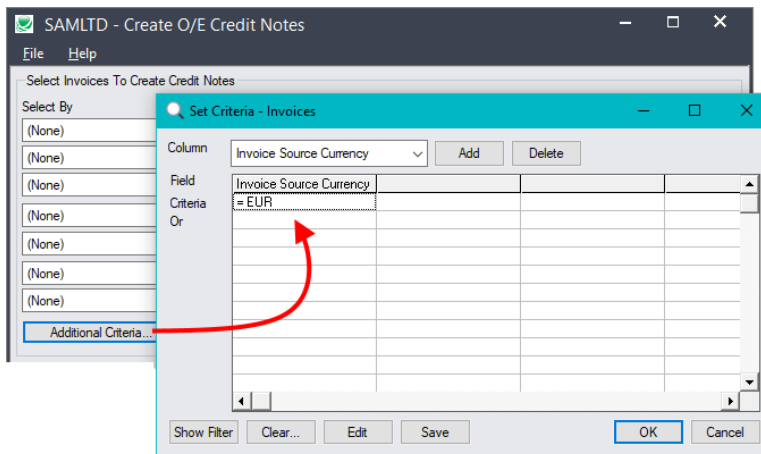 SAMLTD - Create O/E Credit Notes
File Help
Select Invoices To Create Credit Notes
Select By
(None)
(None)
(None)
(None)
(None)
(None)
(None)
Additional Criteria...
Set Criteria - Invoices
Column Invoice Source Currency Add Delete
Field Invoice Source Currency
Criteria = EUR
Or
Show Filter Clear... Edit Save OK Cancel